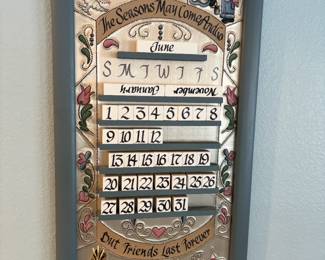 The Seasons May Come And Go
June
S M T W T F S
January November
1 2 3 4 5 6 7 8
9 10 11 12
13 14 15 16 17 18 19
20 21 22 23 24 25 26
27 28 29 30 31
But Friends Last Forever